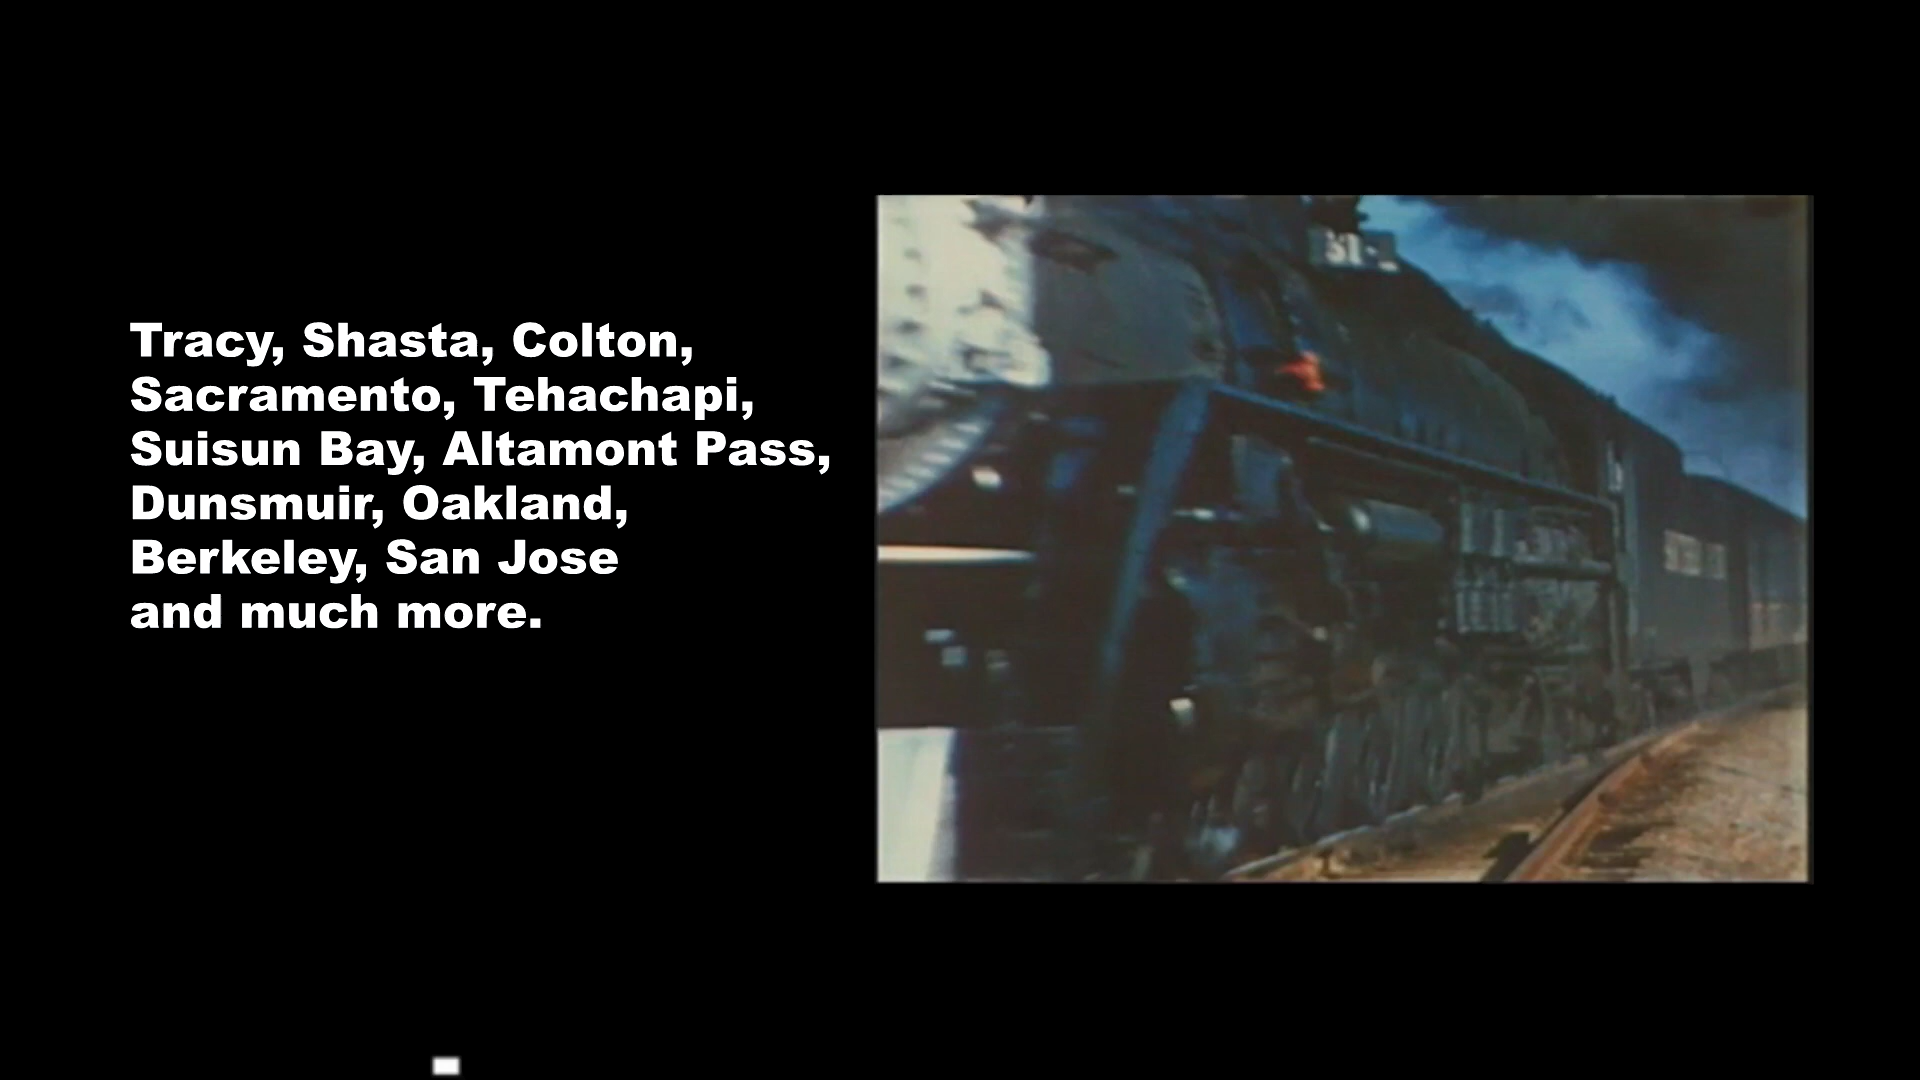 Tracy, Shasta, Colton,
Sacramento, Tehachapi,
Suisun Bay, Altamont Pass,
Dunsmuir, Oakland,
Berkeley, San Jose
and much more.